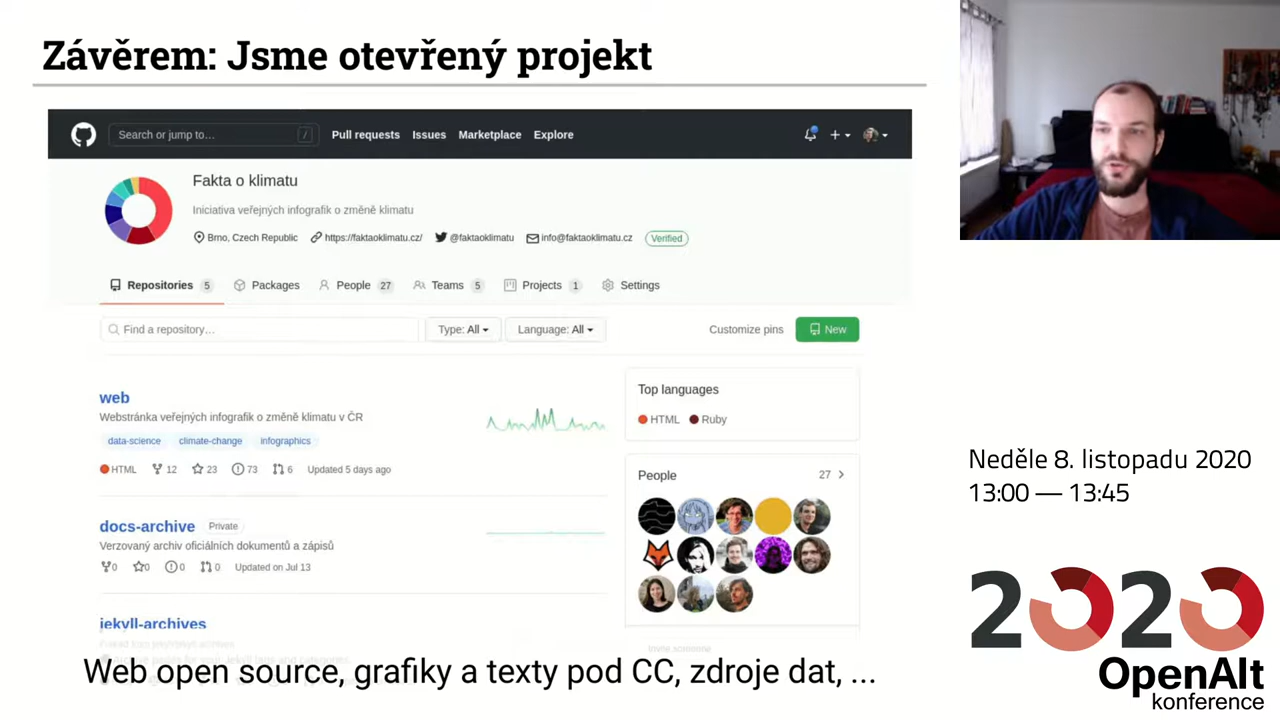 Závěrem: Jsme otevřený projekt
Search or jump to… /
Pull requests Issues Marketplace Explore
Fakta o klimatu
Iniciativa veřejných infografik o změně klimatu
Brno, Czech Republic https://faktaoklimatu.cz/ @faktaoklimatu info@faktaoklimatu.cz Verified
Repositories 5 Packages People 27 Teams 5 Projects 1 Settings
Find a repository… Type: All Language: All Customize pins New
web
Webstránka veřejných infografik o změně klimatu v ČR
data-science climate-change infographics
HTML 12 23 73 6 Updated 5 days ago
docs-archive Private
Verzovaný archiv oficiálních dokumentů a zápisů
0 0 0 0 Updated on Jul 13
jekyll-archives
Top languages
HTML Ruby
People 27
Invite someone
Web open source, grafiky a texty pod CC, zdroje dat, ...
Neděle 8. listopadu 2020
13:00 — 13:45
2020
OpenAlt
konference